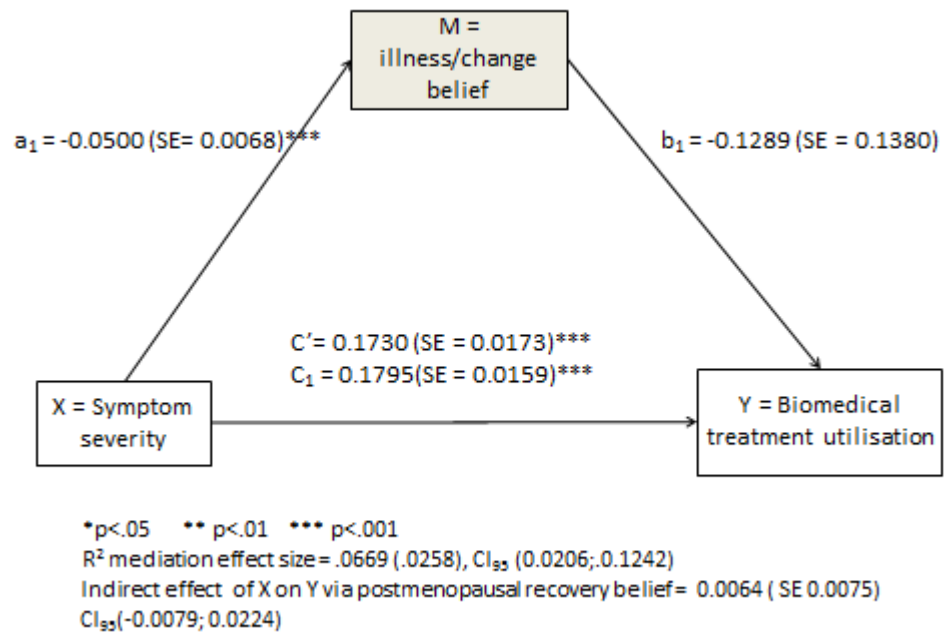 M =
illness/change
belief
a₁ = -0.0500 (SE= 0.0068)***
b₁ = -0.1289 (SE = 0.1380)
C′= 0.1730 (SE = 0.0173)***
C₁ = 0.1795(SE = 0.0159)***
X = Symptom
severity
Y = Biomedical
treatment utilisation
*p<.05 ** p<.01 *** p<.001
R² mediation effect size= .0669 (.0258), CI₉₅ (0.0206;.0.1242)
Indirect effect of X on Y via postmenopausal recovery belief= 0.0064 ( SE 0.0075)
CI₉₅(-0.0079; 0.0224)